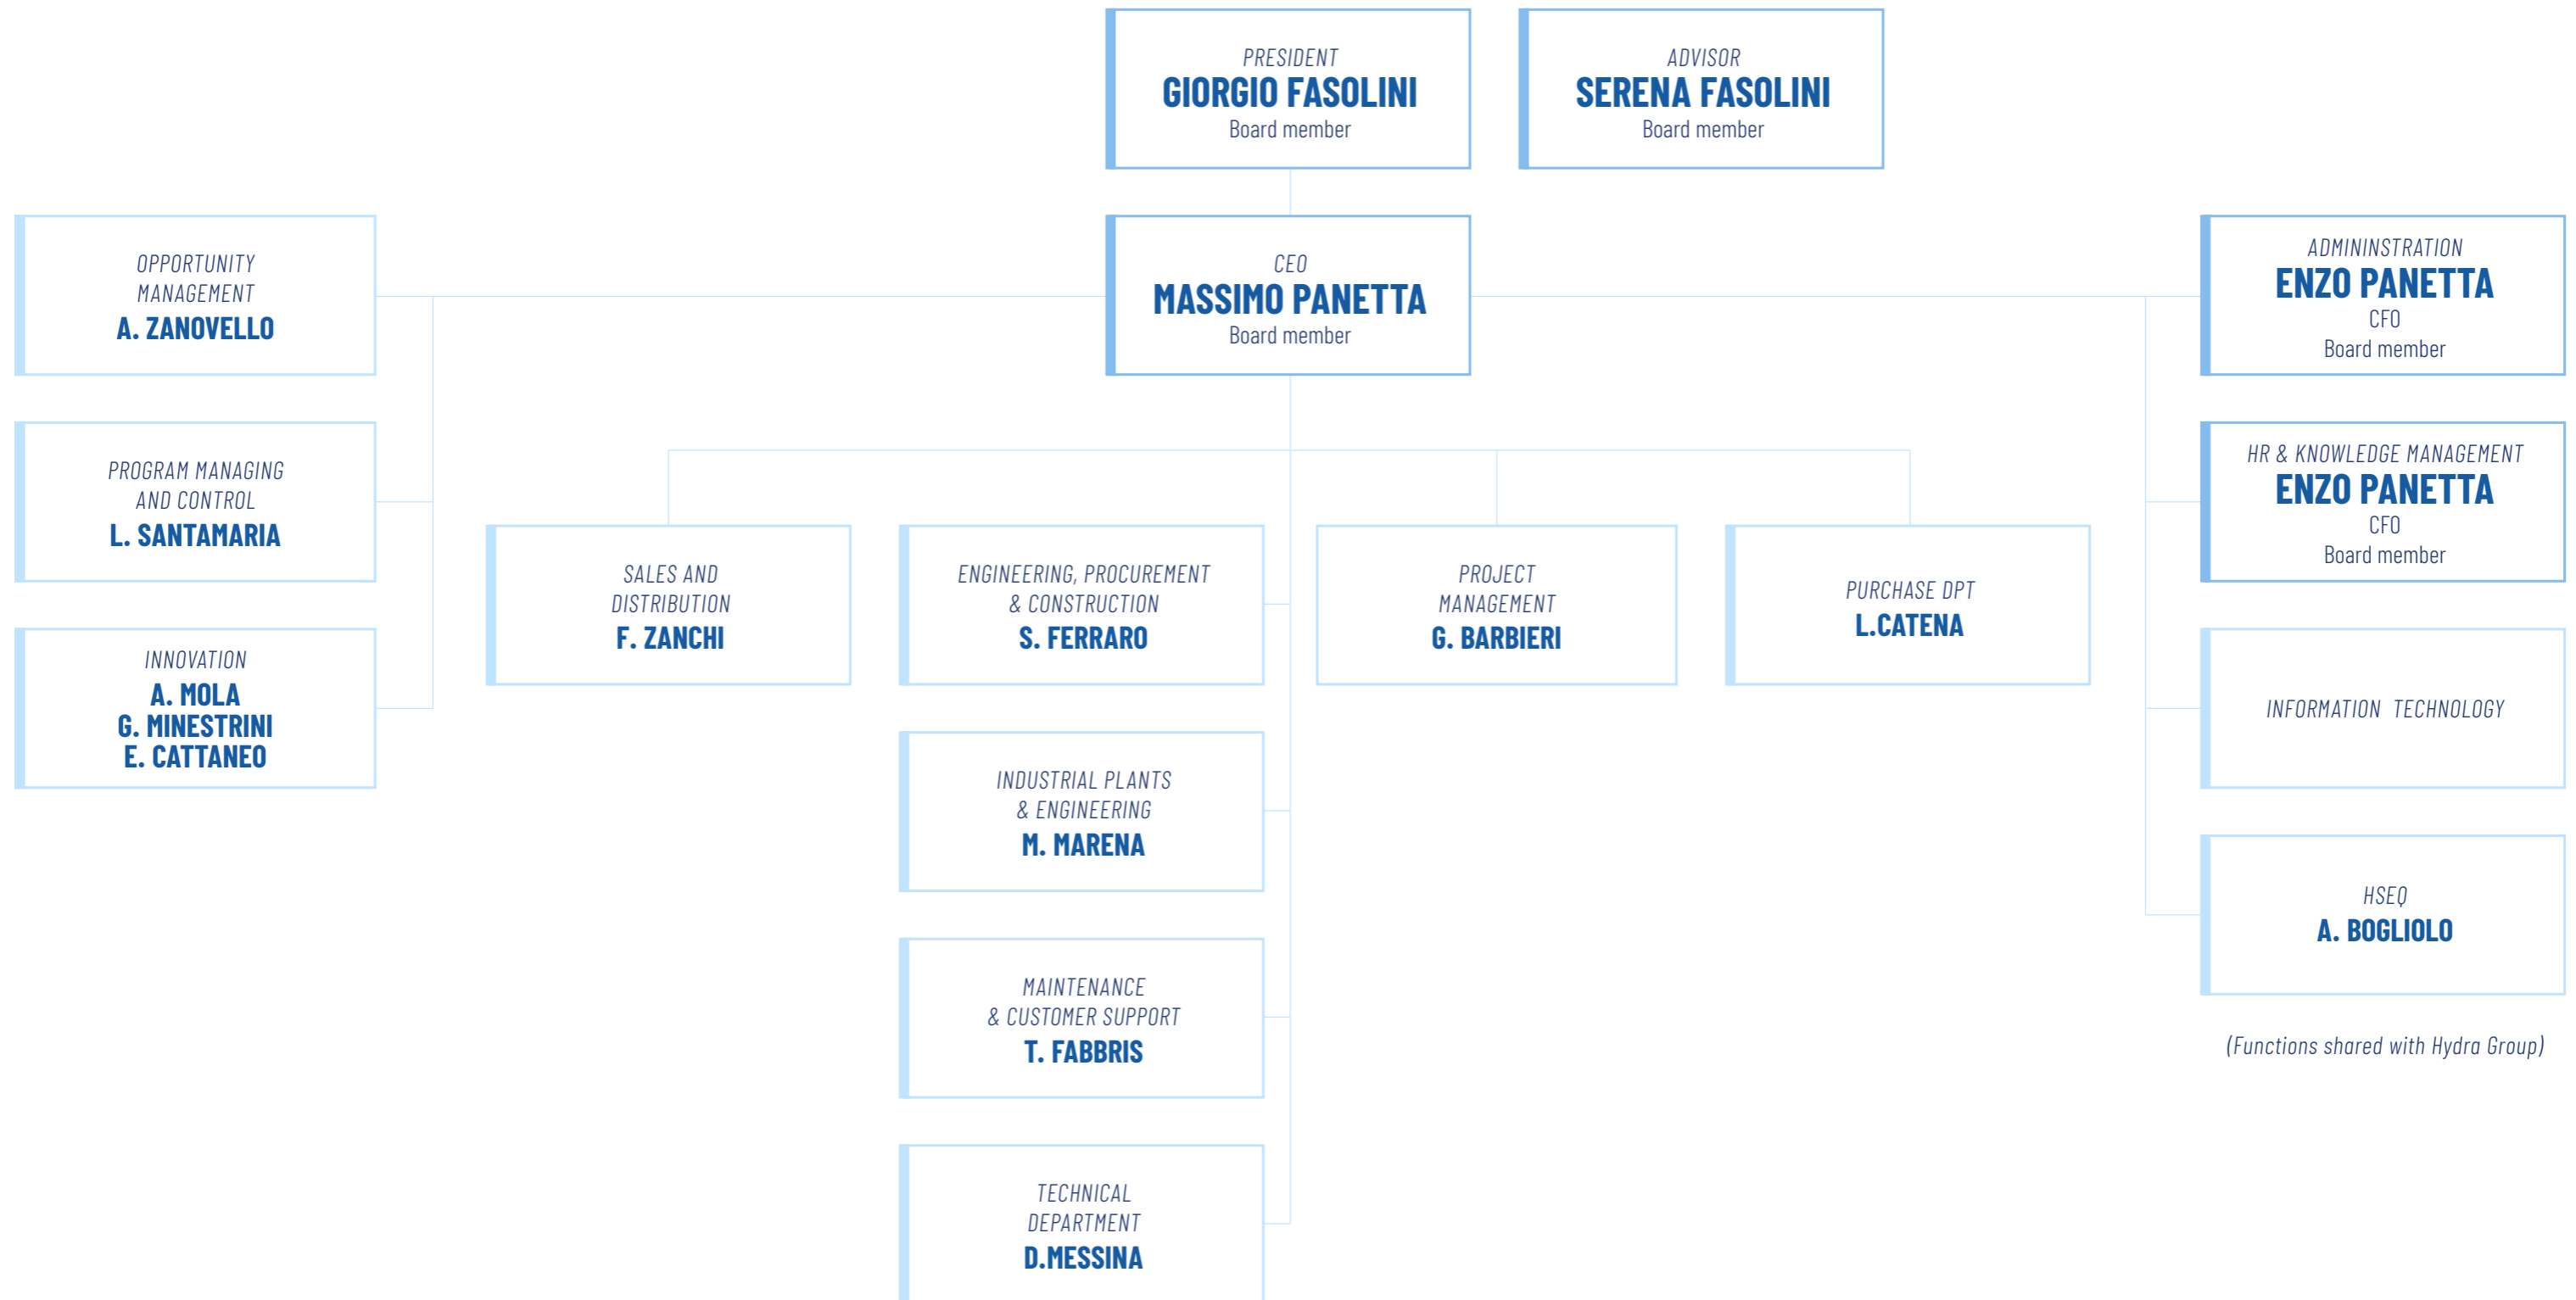 PRESIDENT
GIORGIO FASOLINI
Board member
ADVISOR
SERENA FASOLINI
Board member
OPPORTUNITY
MANAGEMENT
A. ZANOVELLO
CEO
MASSIMO PANETTA
Board member
ADMININSTRATION
ENZO PANETTA
CFO
Board member
PROGRAM MANAGING
AND CONTROL
L. SANTAMARIA
HR & KNOWLEDGE MANAGEMENT
ENZO PANETTA
CFO
Board member
SALES AND
DISTRIBUTION
F. ZANCHI
ENGINEERING, PROCUREMENT
& CONSTRUCTION
S. FERRARO
PROJECT
MANAGEMENT
G. BARBIERI
PURCHASE DPT
L.CATENA
INNOVATION
A. MOLA
G. MINESTRINI
E. CATTANEO
INFORMATION TECHNOLOGY
INDUSTRIAL PLANTS
& ENGINEERING
M. MARENA
HSEQ
A. BOGLIOLO
MAINTENANCE
& CUSTOMER SUPPORT
T. FABBRIS
(Functions shared with Hydra Group)
TECHNICAL
DEPARTMENT
D.MESSINA